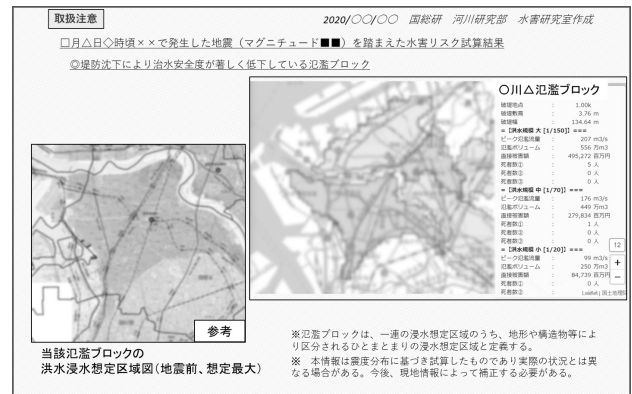 取扱注意
2020/○○/○○ 国総研 河川研究部 水害研究室作成
□月△日◇時頃××で発生した地震（マグニチュード■■）を踏まえた水害リスク試算結果
◎堤防沈下により治水安全度が著しく低下している氾濫ブロック
○川△氾濫ブロック
破堤地点 : 1.00k
破堤敷高 : 3.76 m
破堤幅 : 134.64 m
=【洪水規模 大 [1/150]】===
ピーク氾濫流量 : 207 m3/s
氾濫ボリューム : 556 万m3
直接被害額 : 495,272 百万円
死者数① : 5 人
死者数② : 0 人
死者数③ : 0 人
=【洪水規模 中 [1/70]】===
ピーク氾濫流量 : 176 m3/s
氾濫ボリューム : 449 万m3
直接被害額 : 279,834 百万円
死者数① : 1 人
死者数② : 0 人
死者数③ : 0 人
=【洪水規模 小 [1/20]】===
ピーク氾濫流量 : 99 m3/s
氾濫ボリューム : 250 万m3
直接被害額 : 84,739 百万円
死者数① : 0 人
死者数②
12
+
−
Leaflet | 国土地理院
参考
当該氾濫ブロックの
洪水浸水想定区域図（地震前、想定最大）
※氾濫ブロックは、一連の浸水想定区域のうち、地形や構造物等によ
り区分されるひとまとまりの浸水想定区域と定義する。
※ 本情報は震度分布に基づき試算したものであり実際の状況とは異
なる場合がある。今後、現地情報によって補正する必要がある。